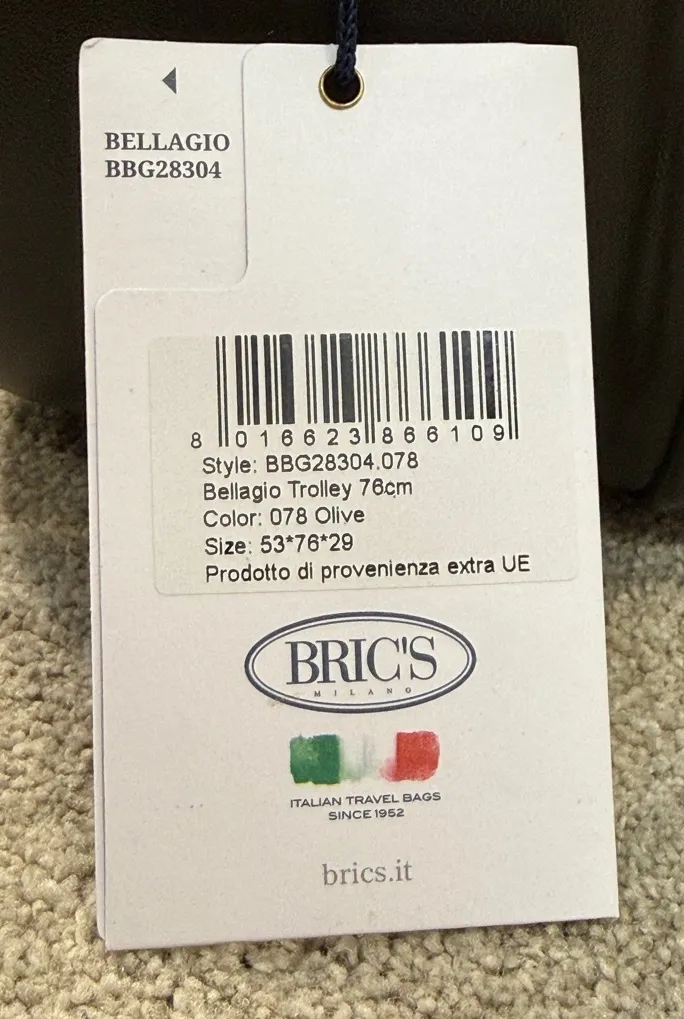 BELLAGIO
BBG28304
8 016623 866109
Style: BBG28304.078
Bellagio Trolley 76cm
Color: 078 Olive
Size: 53*76*29
Prodotto di provenienza extra UE
BRIC'S
MILANO
ITALIAN TRAVEL BAGS
SINCE 1952
brics.it